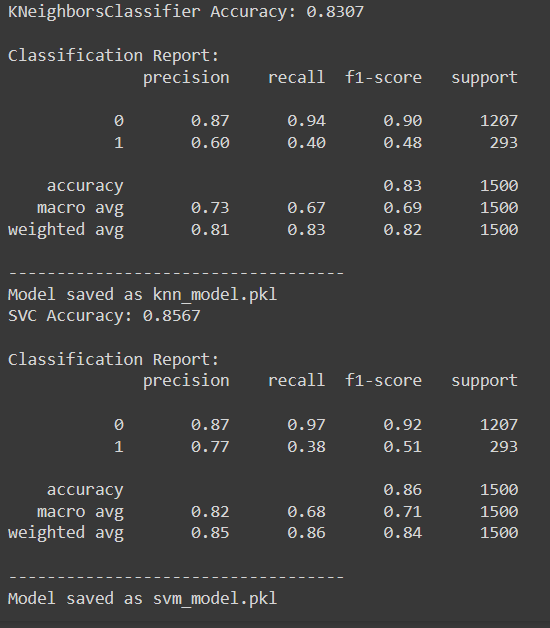 KNeighborsClassifier Accuracy: 0.8307
Classification Report:
precision recall f1-score support
0 0.87 0.94 0.90 1207
1 0.60 0.40 0.48 293
accuracy 0.83 1500
macro avg 0.73 0.67 0.69 1500
weighted avg 0.81 0.83 0.82 1500
-----------------------------------
Model saved as knn_model.pkl
SVC Accuracy: 0.8567
Classification Report:
precision recall f1-score support
0 0.87 0.97 0.92 1207
1 0.77 0.38 0.51 293
accuracy 0.86 1500
macro avg 0.82 0.68 0.71 1500
weighted avg 0.85 0.86 0.84 1500
-----------------------------------
Model saved as svm_model.pkl